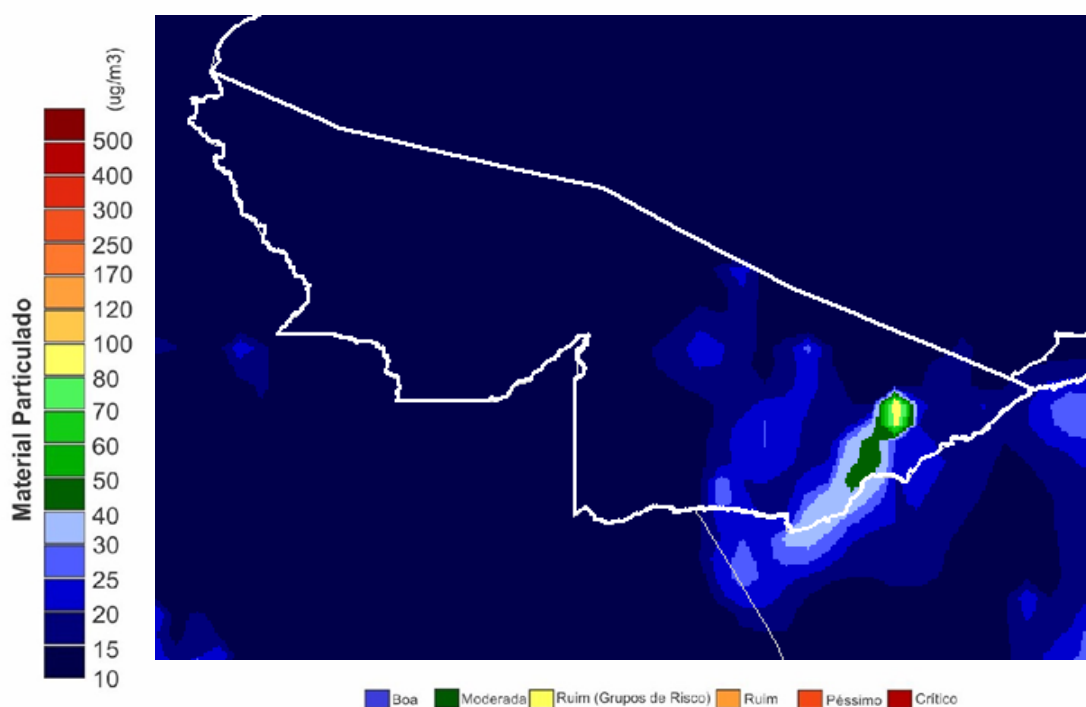 (ug/m3)
Material Particulado
500
400
300
250
170
120
100
80
70
60
50
40
30
25
20
15
10
Boa
Moderada
Ruim (Grupos de Risco)
Ruim
Péssimo
Crítico